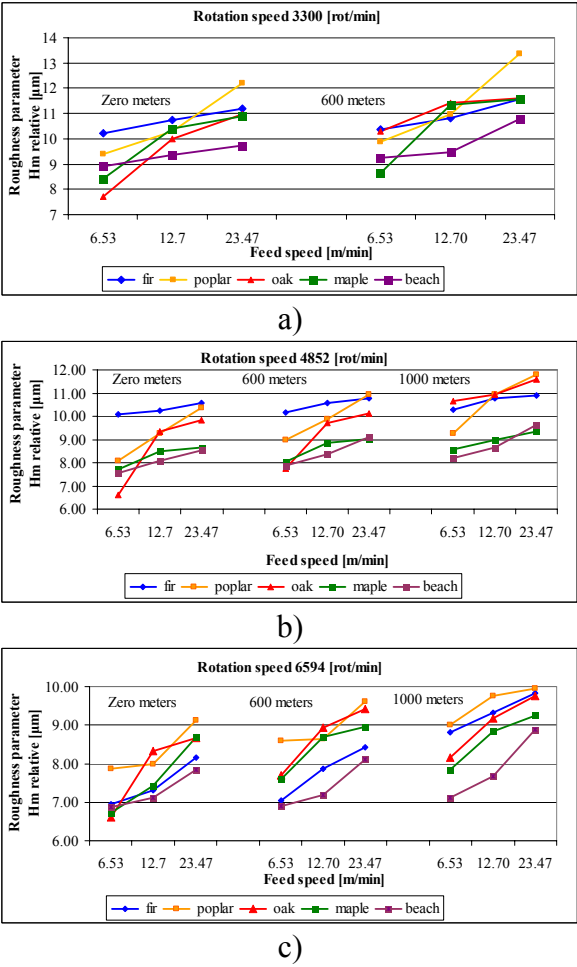 Rotation speed 3300 [rot/min]
Roughness parameter
Hm relative [μm]
14
13
12
11
10
9
8
7
Zero meters
600 meters
6.53 12.7 23.47 6.53 12.70 23.47
Feed speed [m/min]
fir poplar oak maple beach
a)
Rotation speed 4852 [rot/min]
Roughness parameter
Hm relative [μm]
12.00
11.00
10.00
9.00
8.00
7.00
6.00
Zero meters
600 meters
1000 meters
6.53 12.7 23.47 6.53 12.70 23.47 6.53 12.70 23.47
Feed speed [m/min]
fir poplar oak maple beach
b)
Rotation speed 6594 [rot/min]
Roughness parameter
Hm relative [μm]
10.00
9.00
8.00
7.00
6.00
Zero meters
600 meters
1000 meters
6.53 12.7 23.47 6.53 12.70 23.47 6.53 12.70 23.47
Feed speed [m/min]
fir poplar oak maple beach
c)